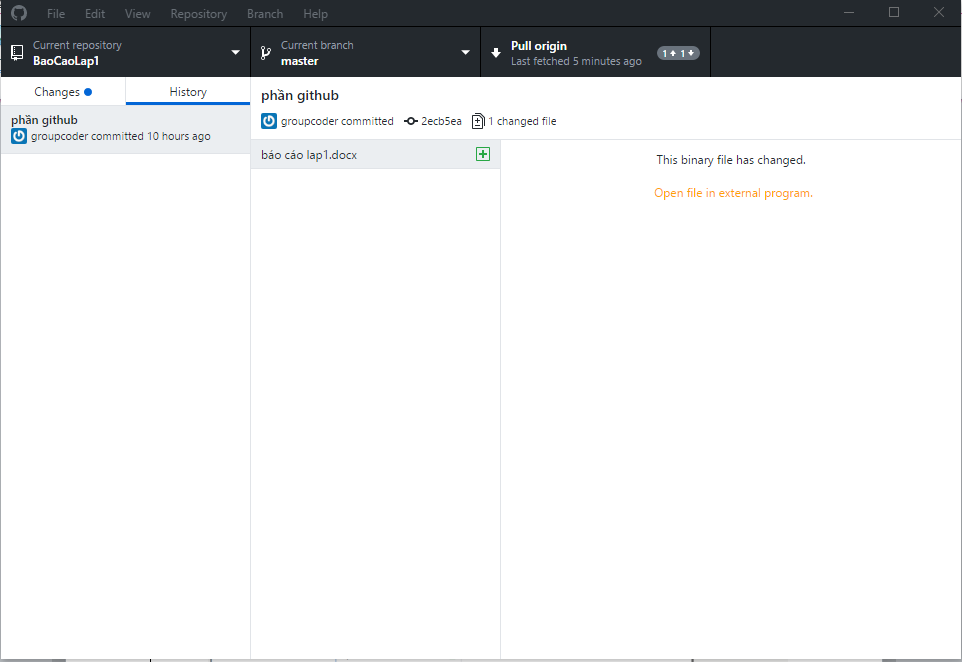 File Edit View Repository Branch Help
Current repository
BaoCaoLap1
Current branch
master
Pull origin
Last fetched 5 minutes ago
1 1
Changes
History
phần github
groupcoder committed 10 hours ago
phần github
groupcoder committed 2ecb5ea 1 changed file
báo cáo lap1.docx
This binary file has changed.
Open file in external program.